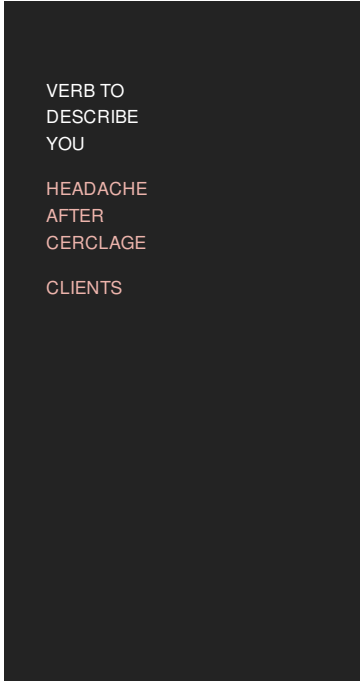 VERB TO
DESCRIBE
YOU
HEADACHE
AFTER
CERCLAGE
CLIENTS